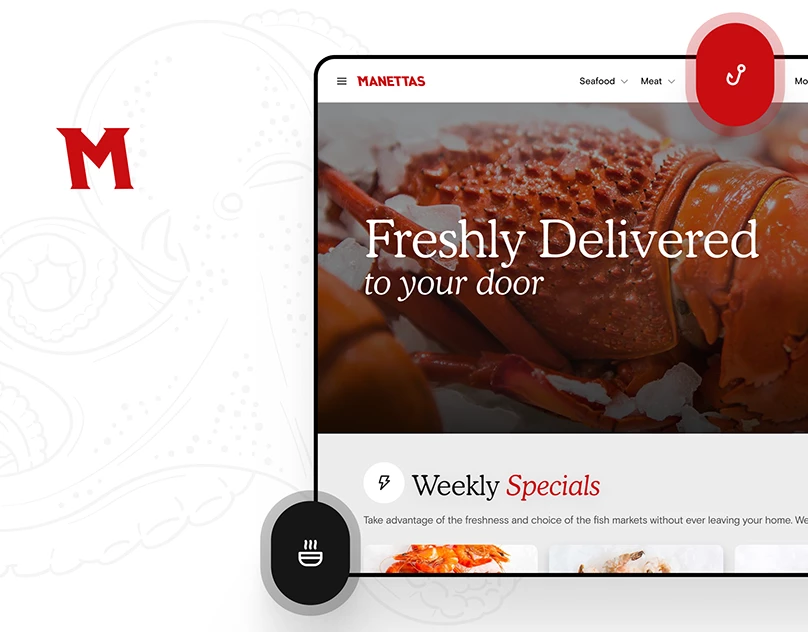 M
MANETTAS
Seafood
Meat
Mo
Freshly Delivered
to your door
Weekly Specials
Take advantage of the freshness and choice of the fish markets without ever leaving your home. We